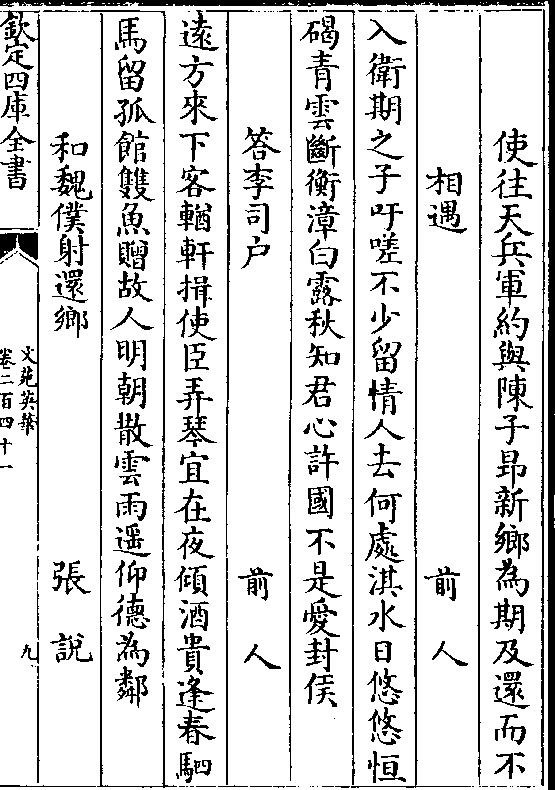 使往天兵軍約與陳子昻新鄉為期及還而不
相遇 前人
入衛期之子吁嗟不少留情人去何處淇水日悠悠恒
碣青雲斷衡漳白露秋知君心許國不是愛封侯
答李司户 前人
遠方來下客輶軒揖使臣弄琴宜在夜傾酒貴逢春駟
馬留孤館雙魚贈故人明朝散雲雨遥仰德為鄰
和魏僕射還鄉 張說
欽定四庫全書
文苑英華
卷二百四十一
九